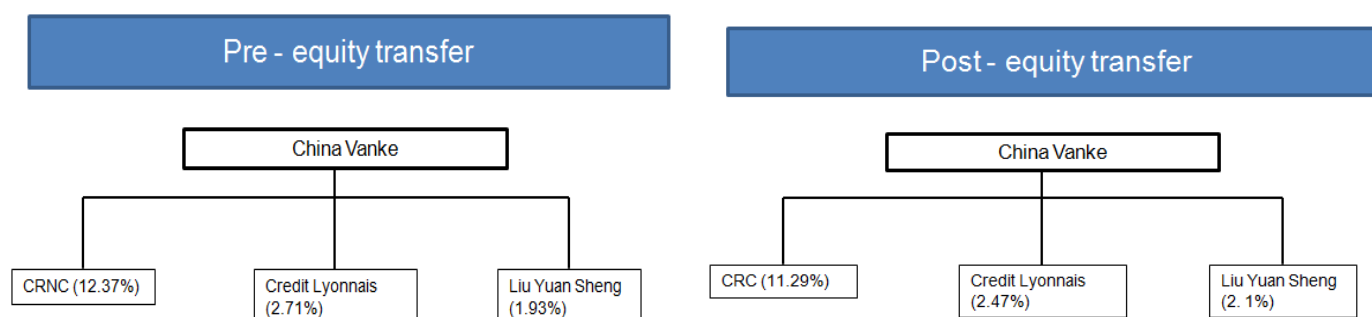 Pre - equity transfer
China Vanke
CRNC (12.37%)
Credit Lyonnais
(2.71%)
Liu Yuan Sheng
(1.93%)
Post - equity transfer
China Vanke
CRC (11.29%)
Credit Lyonnais
(2.47%)
Liu Yuan Sheng
(2. 1%)